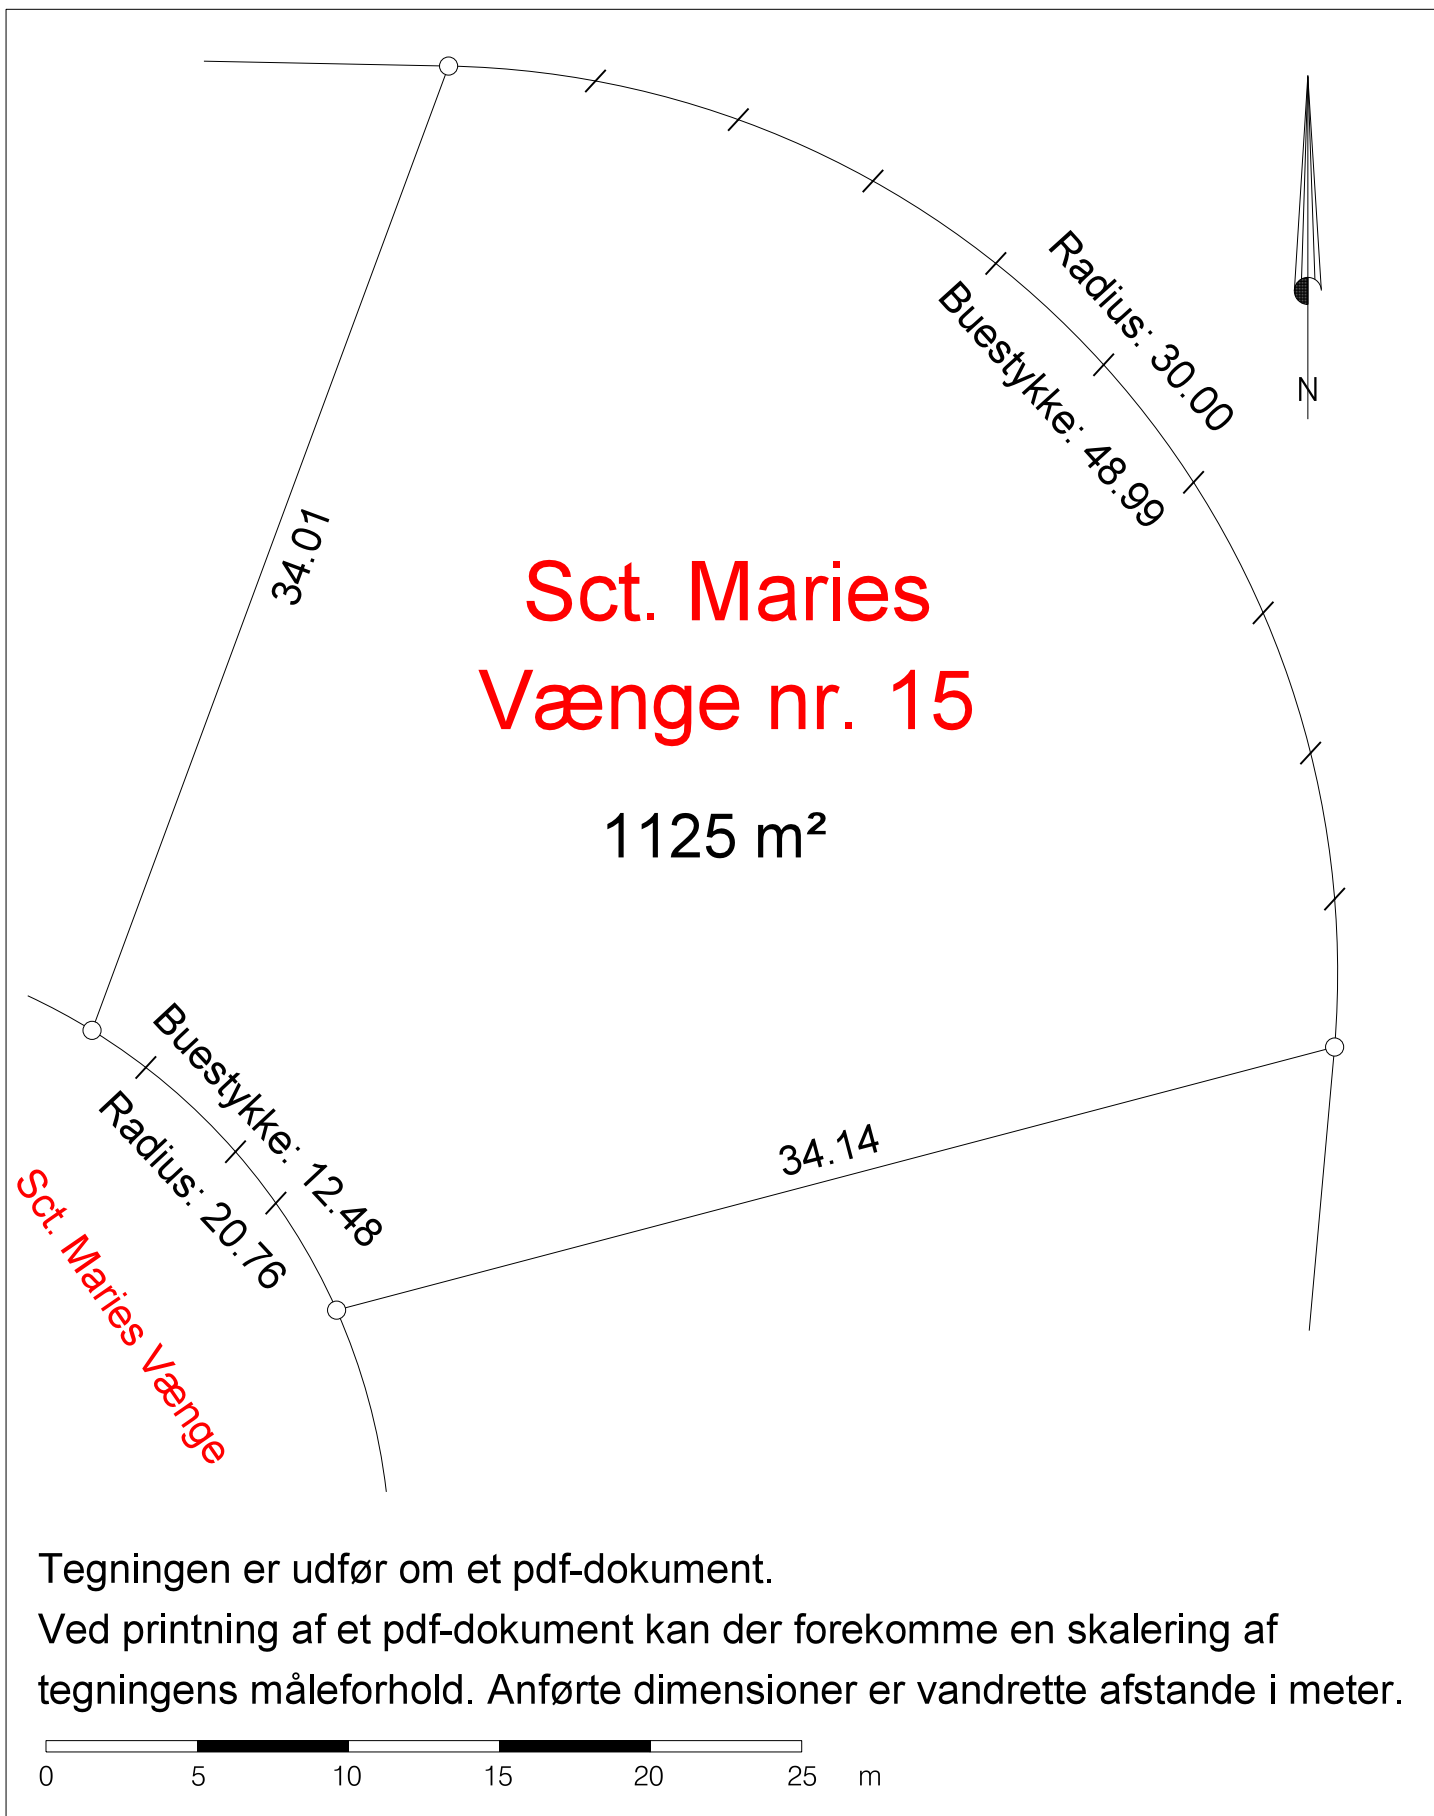 Radius: 30.00
Buestykke: 48.99
N
34.01
Sct. Maries
Vænge nr. 15
1125 m²
Buestykke: 12.48
Radius: 20.76
34.14
Sct. Maries Vænge
Tegningen er udfør om et pdf-dokument.
Ved printning af et pdf-dokument kan der forekomme en skalering af
tegningens måleforhold. Anførte dimensioner er vandrette afstande i meter.
0 5 10 15 20 25 m